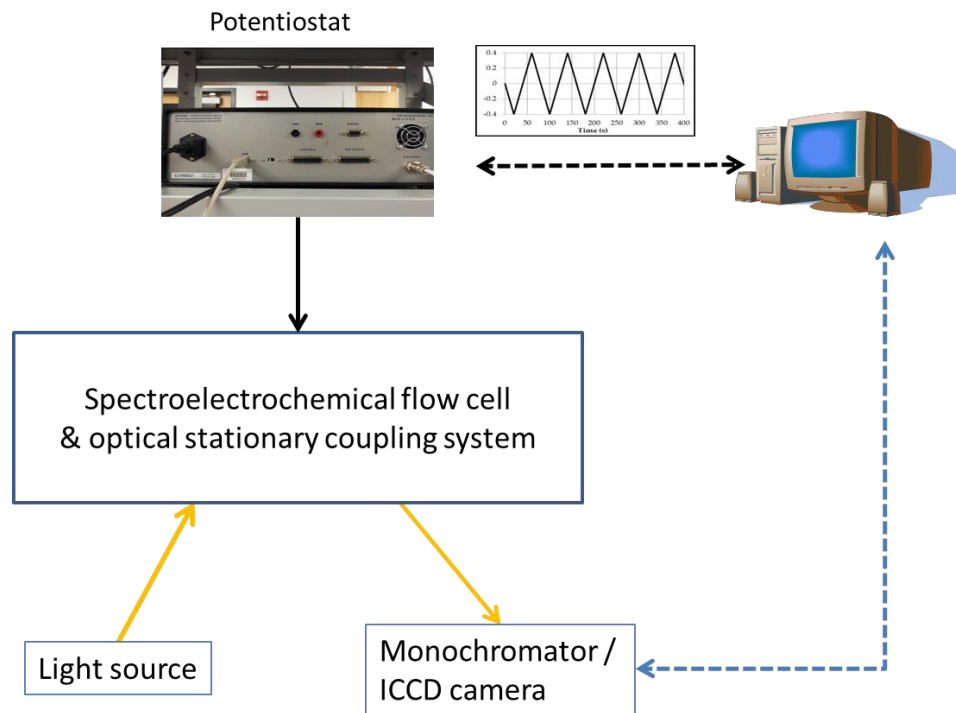 Potentiostat
0.4
0.2
0
-0.2
-0.4
0 50 100 150 200 250 300 350 400
Time (s)
Spectroelectrochemical flow cell
& optical stationary coupling system
Light source
Monochromator /
ICCD camera